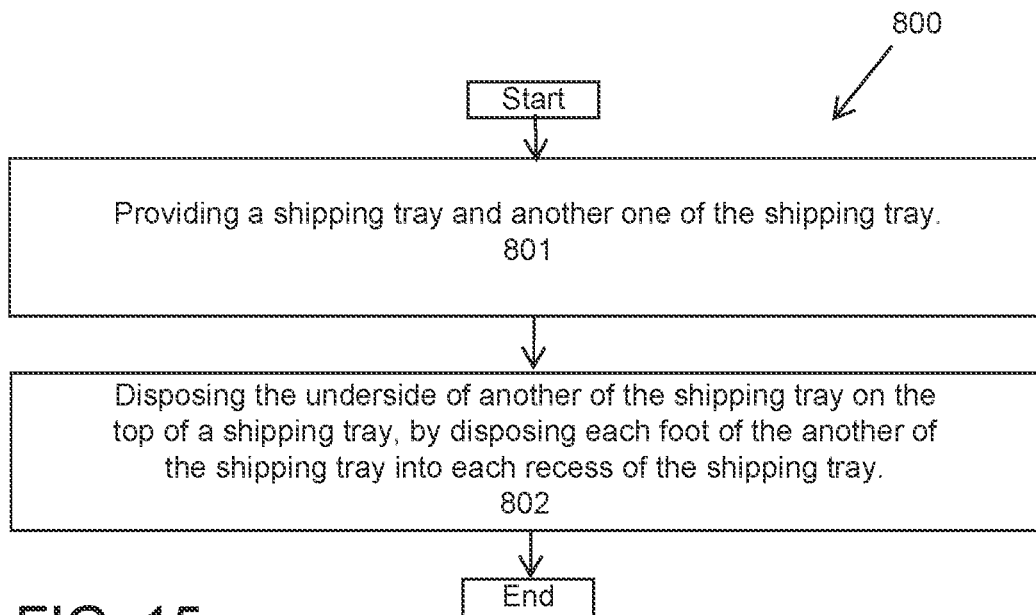 800
Start
Providing a shipping tray and another one of the shipping tray.
801
Disposing the underside of another of the shipping tray on the
top of a shipping tray, by disposing each foot of the another of
the shipping tray into each recess of the shipping tray.
802
End
FIG. 15